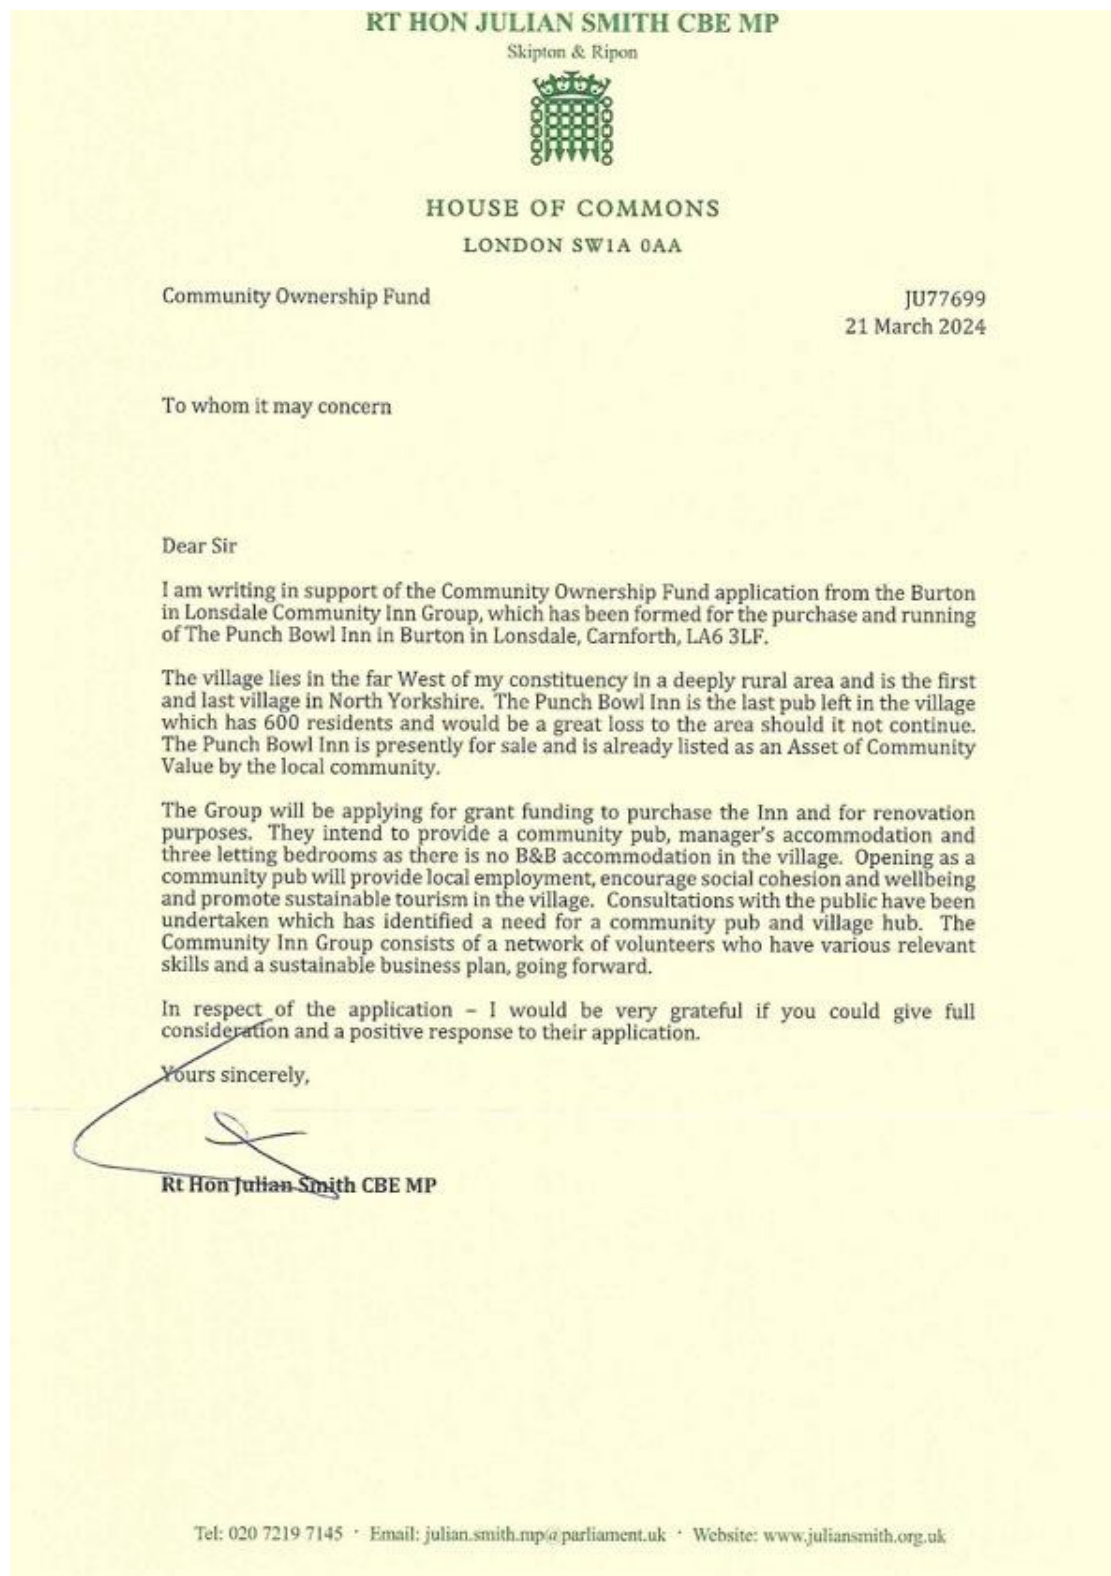 RT HON JULIAN SMITH CBE MP
Skipton & Ripon
HOUSE OF COMMONS
LONDON SW1A 0AA
Community Ownership Fund
JU77699
21 March 2024
To whom it may concern
Dear Sir
I am writing in support of the Community Ownership Fund application from the Burton
in Lonsdale Community Inn Group, which has been formed for the purchase and running
of The Punch Bowl Inn in Burton in Lonsdale, Carnforth, LA6 3LF.
The village lies in the far West of my constituency in a deeply rural area and is the first
and last village in North Yorkshire. The Punch Bowl Inn is the last pub left in the village
which has 600 residents and would be a great loss to the area should it not continue.
The Punch Bowl Inn is presently for sale and is already listed as an Asset of Community
Value by the local community.
The Group will be applying for grant funding to purchase the Inn and for renovation
purposes. They intend to provide a community pub, manager's accommodation and
three letting bedrooms as there is no B&B accommodation in the village. Opening as a
community pub will provide local employment, encourage social cohesion and wellbeing
and promote sustainable tourism in the village. Consultations with the public have been
undertaken which has identified a need for a community pub and village hub. The
Community Inn Group consists of a network of volunteers who have various relevant
skills and a sustainable business plan, going forward.
In respect of the application – I would be very grateful if you could give full
consideration and a positive response to their application.
Yours sincerely,
Rt Hon Julian Smith CBE MP
Tel: 020 7219 7145 · Email: julian.smith.mp@parliament.uk · Website: www.juliansmith.org.uk